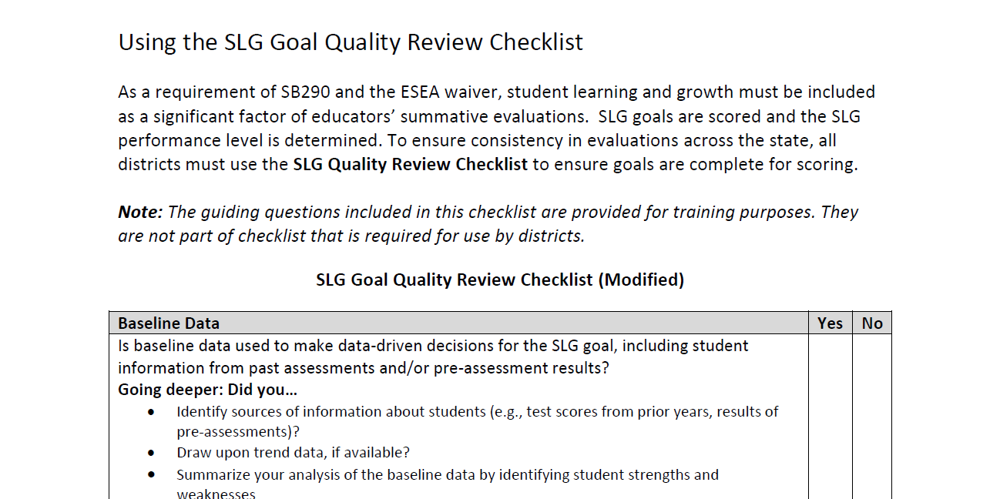 Using the SLG Goal Quality Review Checklist
As a requirement of SB290 and the ESEA waiver, student learning and growth must be included
as a significant factor of educators’ summative evaluations.  SLG goals are scored and the SLG
performance level is determined. To ensure consistency in evaluations across the state, all
districts must use the SLG Quality Review Checklist to ensure goals are complete for scoring.
Note: The guiding questions included in this checklist are provided for training purposes. They
are not part of checklist that is required for use by districts.
SLG Goal Quality Review Checklist (Modified)
Baseline Data Yes No
Is baseline data used to make data-driven decisions for the SLG goal, including student
information from past assessments and/or pre-assessment results?
Going deeper: Did you…
• Identify sources of information about students (e.g., test scores from prior years, results of
pre-assessments)?
• Draw upon trend data, if available?
• Summarize your analysis of the baseline data by identifying student strengths and
weaknesses